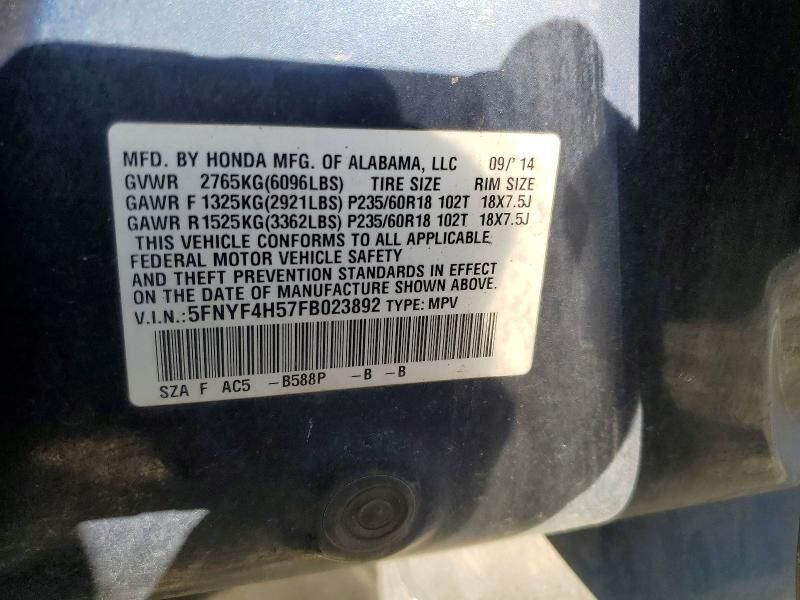 MFD. BY HONDA MFG. OF ALABAMA, LLC 09/'14
GVWR 2765KG(6096LBS) TIRE SIZE RIM SIZE
GAWR F 1325KG(2921LBS) P235/60R18 102T 18X7.5J
GAWR R 1525KG(3362LBS) P235/60R18 102T 18X7.5J
THIS VEHICLE CONFORMS TO ALL APPLICABLE
FEDERAL MOTOR VEHICLE SAFETY
AND THEFT PREVENTION STANDARDS IN EFFECT
ON THE DATE OF MANUFACTURE SHOWN ABOVE.
V.I.N.: 5FNYF4H57FB023892 TYPE: MPV
SZA F AC5 -B588P -B -B